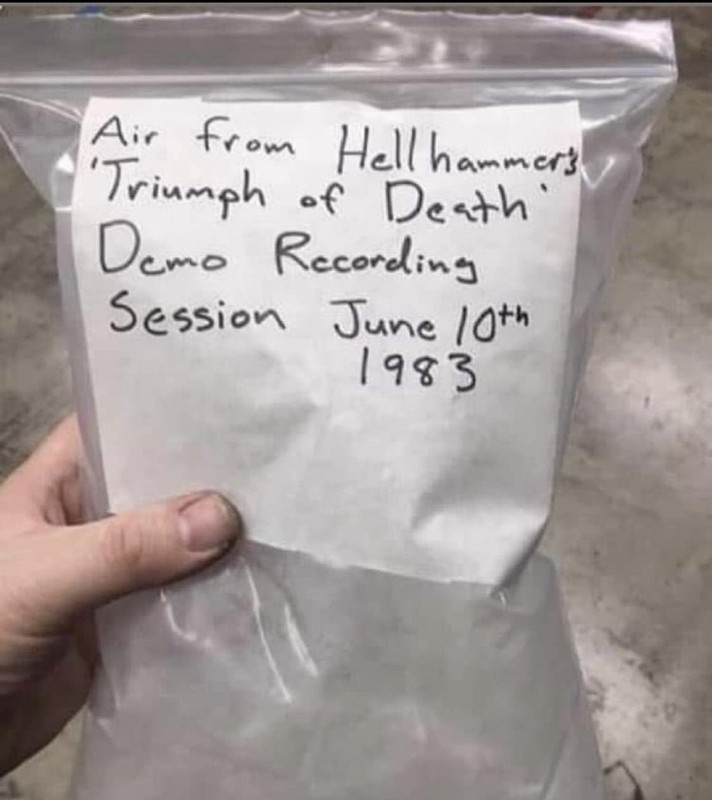 Air from Hellhammer's
'Triumph of Death'
Demo Recording
Session June 10th
1983